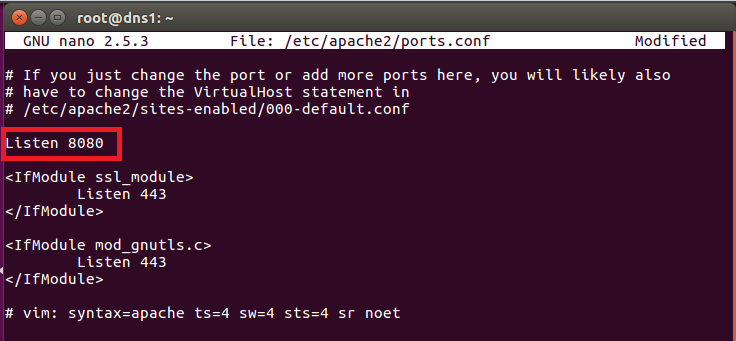 root@dns1: ~
GNU nano 2.5.3 File: /etc/apache2/ports.conf Modified
# If you just change the port or add more ports here, you will likely also
# have to change the VirtualHost statement in
# /etc/apache2/sites-enabled/000-default.conf
Listen 8080
<IfModule ssl_module>
Listen 443
</IfModule>
<IfModule mod_gnutls.c>
Listen 443
</IfModule>
# vim: syntax=apache ts=4 sw=4 sts=4 sr noet